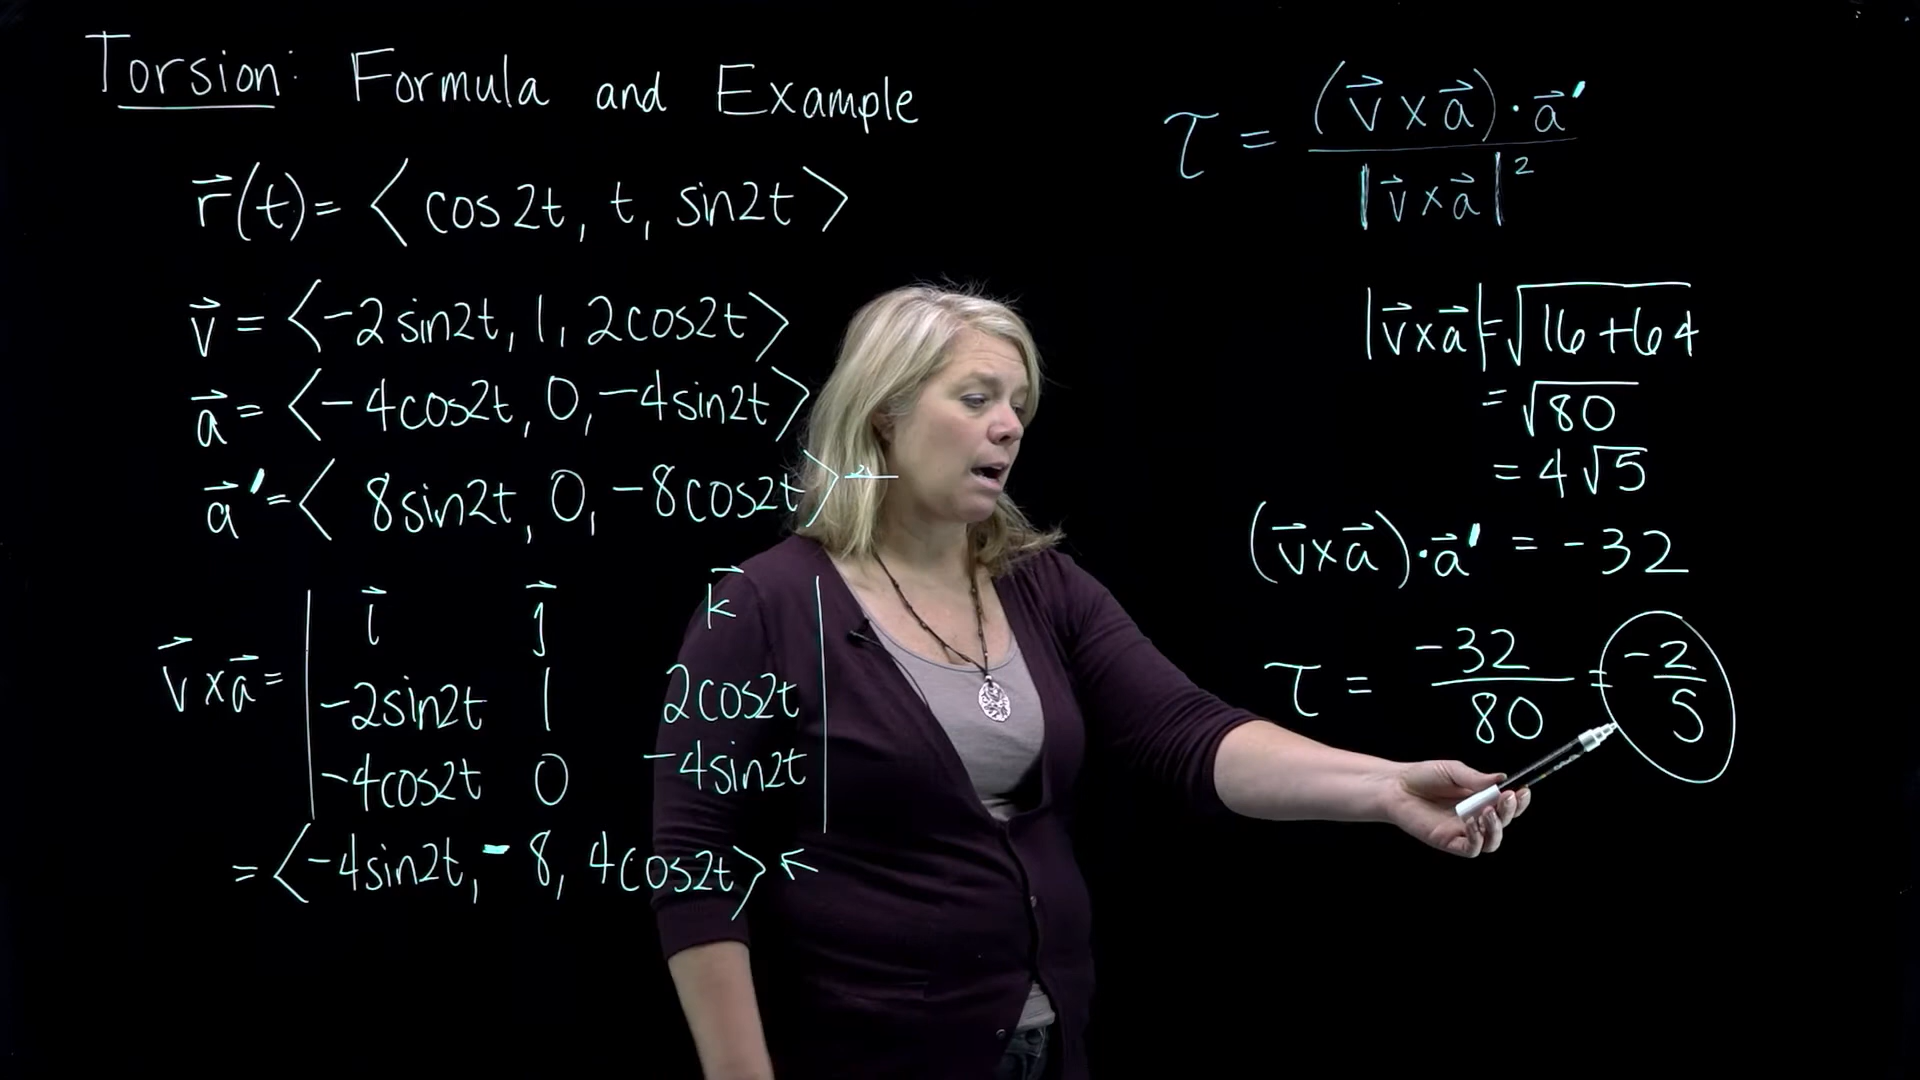 Torsion: Formula and Example
r⃗(t) = ⟨cos2t, t, sin2t⟩
v⃗ = ⟨-2sin2t, 1, 2cos2t⟩
a⃗ = ⟨-4cos2t, 0, -4sin2t⟩
a⃗' = ⟨8sin2t, 0, -8cos2t⟩ ←
v⃗ x a⃗ = | i⃗ j⃗ k⃗ |
| -2sin2t 1 2cos2t |
| -4cos2t 0 -4sin2t |
= ⟨-4sin2t, -8, 4cos2t⟩ ←
τ = (v⃗ x a⃗) · a⃗' / |v⃗ x a⃗|²
|v⃗ x a⃗| = √16+64
= √80
= 4√5
(v⃗ x a⃗) · a⃗' = -32
τ = -32/80 = -2/5